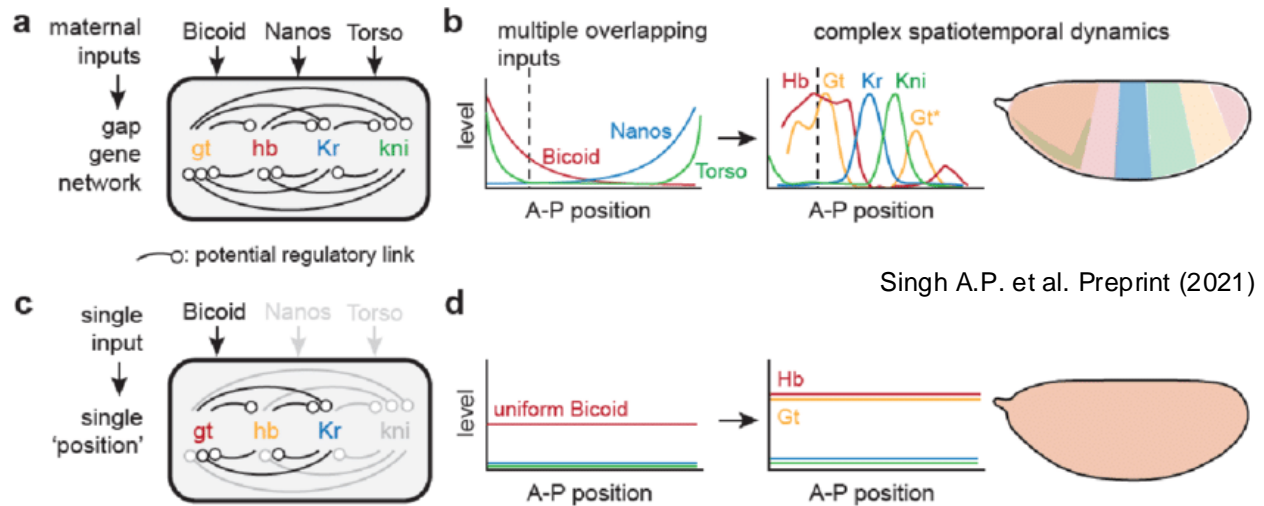 a
maternal
inputs
gap
gene
network
Bicoid Nanos Torso
gt hb Kr kni
: potential regulatory link
b
multiple overlapping
inputs
complex spatiotemporal dynamics
level
Nanos
Bicoid
Torso
A-P position
Hb Gt Kr Kni
Gt*
A-P position
Singh A.P. et al. Preprint (2021)
c
single
input
single
‘position’
Bicoid Nanos Torso
gt hb Kr kni
d
level
uniform Bicoid
A-P position
level
Hb
Gt
A-P position